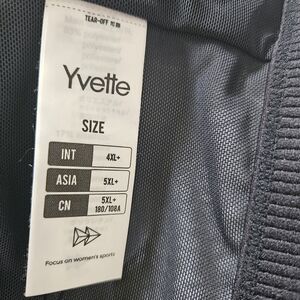 TEAR-OFF 可撕
Yvette
SIZE
INT 4XL+
ASIA 5XL+
CN 5XL+ 180/108A
Focus on women's sports